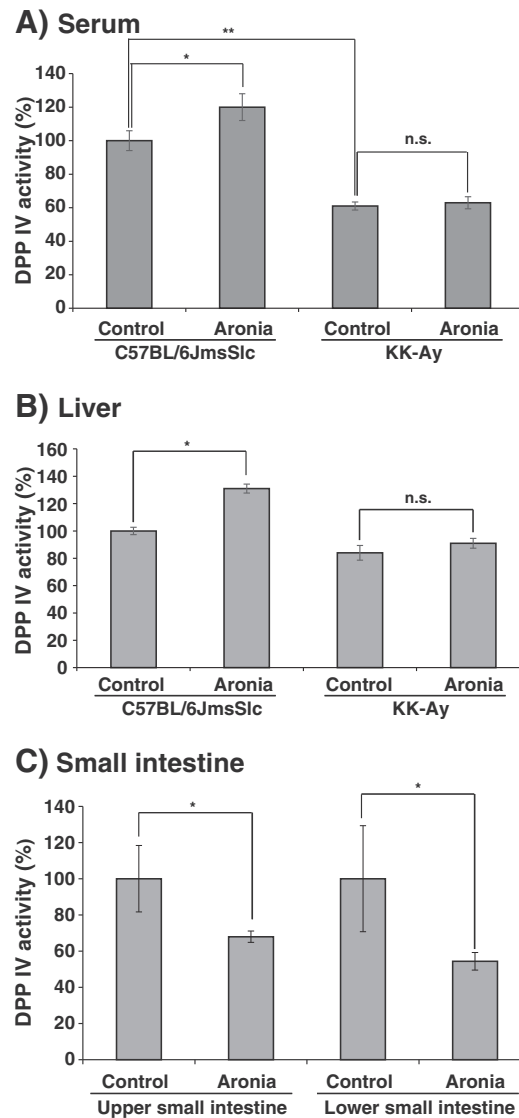 A) Serum
**
*
n.s.
DPP IV activity (%)
140
120
100
80
60
40
20
0
Control Aronia Control Aronia
C57BL/6JmsSlc KK-Ay
B) Liver
*
n.s.
DPP IV activity (%)
160
140
120
100
80
60
40
20
0
Control Aronia Control Aronia
C57BL/6JmsSlc KK-Ay
C) Small intestine
*
*
DPP IV activity (%)
140
120
100
80
60
40
20
0
Control Aronia Control Aronia
Upper small intestine Lower small intestine